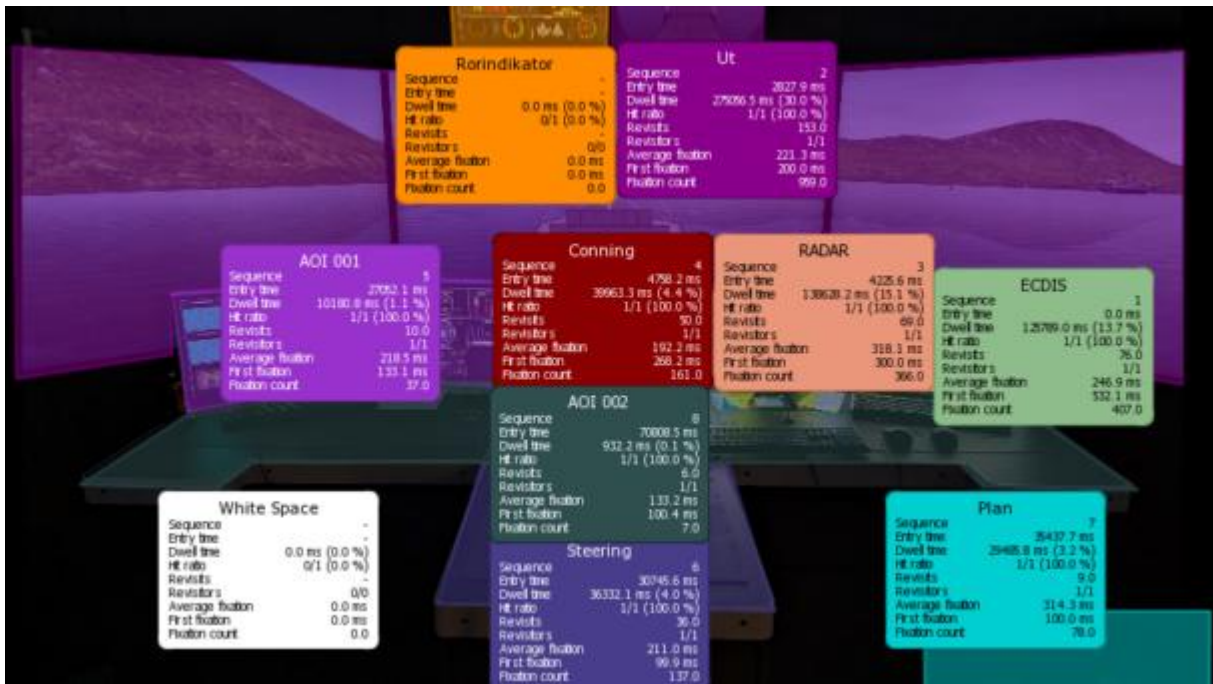 Rorindikator
Sequence -
Entry time -
Dwell time 0.0 ms (0.0 %)
Hit ratio 0/1 (0.0 %)
Revisits -
Revisitors 0/0
Average fixation 0.0 ms
First fixation 0.0 ms
Fixation count 0.0
Ut
Sequence 2
Entry time 2827.9 ms
Dwell time 275056.5 ms (30.0 %)
Hit ratio 1/1 (100.0 %)
Revisits 153.0
Revisitors 1/1
Average fixation 221.3 ms
First fixation 200.0 ms
Fixation count 959.0
AOI 001
Sequence 5
Entry time 27052.1 ms
Dwell time 10180.8 ms (1.1 %)
Hit ratio 1/1 (100.0 %)
Revisits 10.0
Revisitors 1/1
Average fixation 218.5 ms
First fixation 133.1 ms
Fixation count 37.0
Conning
Sequence 4
Entry time 4758.2 ms
Dwell time 39963.3 ms (4.4 %)
Hit ratio 1/1 (100.0 %)
Revisits 50.0
Revisitors 1/1
Average fixation 192.2 ms
First fixation 268.2 ms
Fixation count 161.0
RADAR
Sequence 3
Entry time 4225.6 ms
Dwell time 138628.2 ms (15.1 %)
Hit ratio 1/1 (100.0 %)
Revisits 69.0
Revisitors 1/1
Average fixation 318.1 ms
First fixation 300.0 ms
Fixation count 366.0
ECDIS
Sequence 1
Entry time 0.0 ms
Dwell time 125789.0 ms (13.7 %)
Hit ratio 1/1 (100.0 %)
Revisits 76.0
Revisitors 1/1
Average fixation 246.9 ms
First fixation 532.1 ms
Fixation count 407.0
AOI 002
Sequence 8
Entry time 70808.5 ms
Dwell time 932.2 ms (0.1 %)
Hit ratio 1/1 (100.0 %)
Revisits 6.0
Revisitors 1/1
Average fixation 133.2 ms
First fixation 100.4 ms
Fixation count 7.0
White Space
Sequence -
Entry time -
Dwell time 0.0 ms (0.0 %)
Hit ratio 0/1 (0.0 %)
Revisits -
Revisitors 0/0
Average fixation 0.0 ms
First fixation 0.0 ms
Fixation count 0.0
Steering
Sequence 6
Entry time 30745.6 ms
Dwell time 36332.1 ms (4.0 %)
Hit ratio 1/1 (100.0 %)
Revisits 36.0
Revisitors 1/1
Average fixation 211.0 ms
First fixation 99.9 ms
Fixation count 137.0
Plan
Sequence 7
Entry time 35437.7 ms
Dwell time 29485.8 ms (3.2 %)
Hit ratio 1/1 (100.0 %)
Revisits 9.0
Revisitors 1/1
Average fixation 314.3 ms
First fixation 100.0 ms
Fixation count 78.0